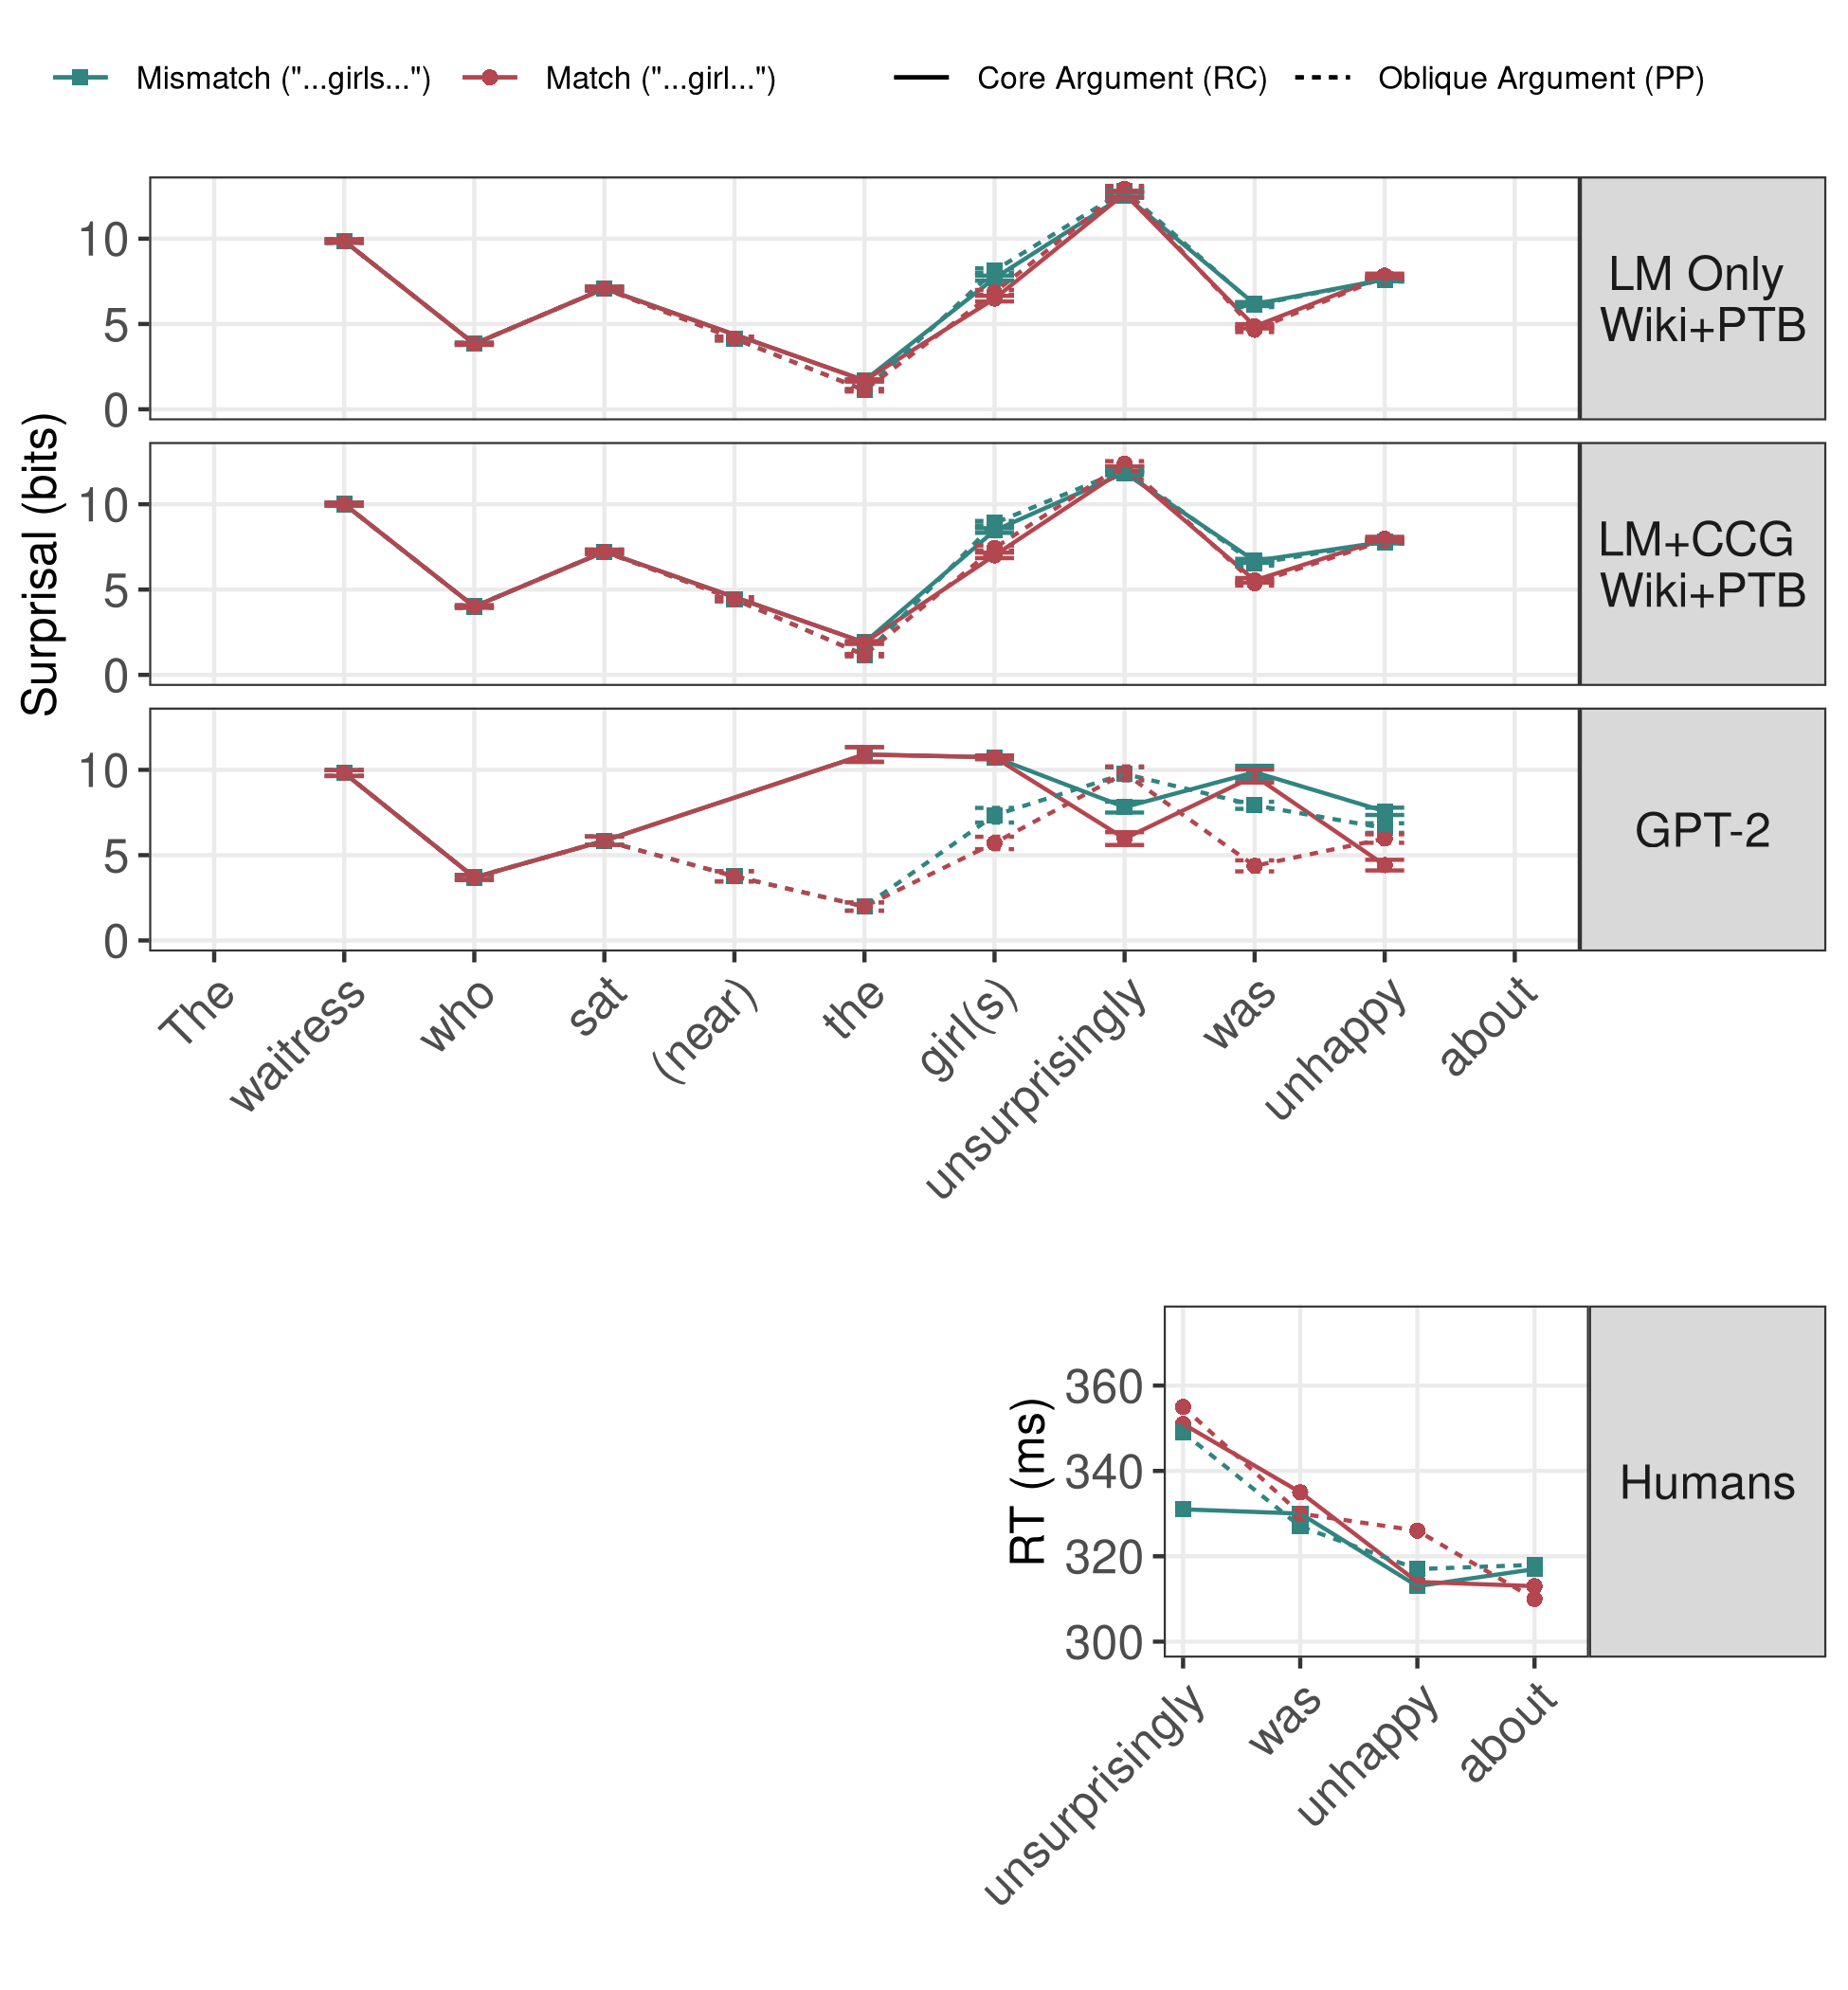 Mismatch ("...girls...") Match ("...girl...") Core Argument (RC) Oblique Argument (PP)
Surprisal (bits)
10
5
0
LM Only
Wiki+PTB
10
5
0
LM+CCG
Wiki+PTB
10
5
0
GPT-2
The waitress who sat (near) the girl(s) unsurprisingly was unhappy about
RT (ms)
360
340
320
300
Humans
unsurprisingly was unhappy about